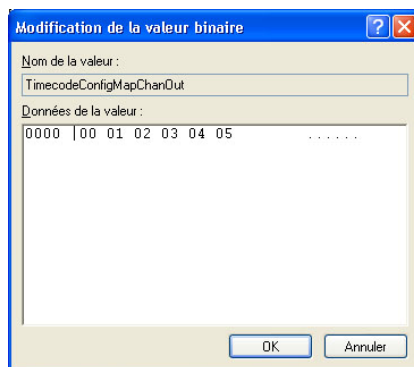 Modification de la valeur binaire
Nom de la valeur :
TimecodeConfigMapChanOut
Données de la valeur :
0000 00 01 02 03 04 05 ......
OK Annuler